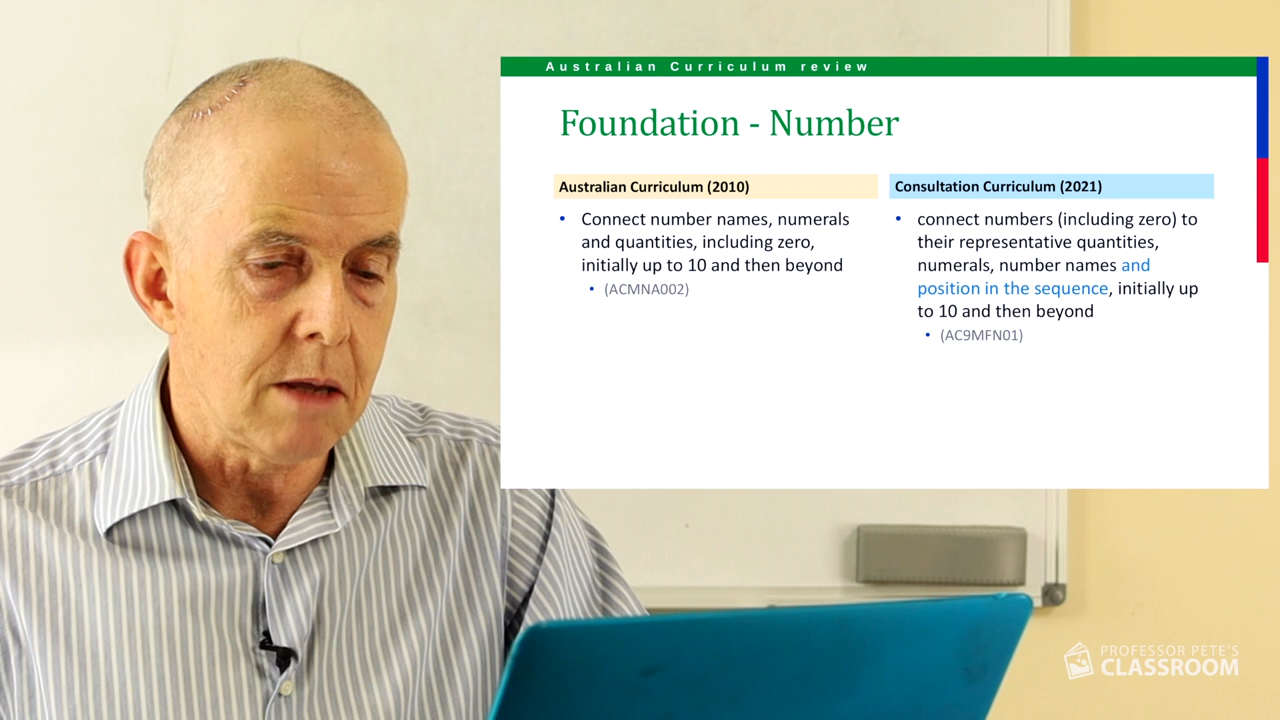 Australian Curriculum review
Foundation - Number
Australian Curriculum (2010)
• Connect number names, numerals
and quantities, including zero,
initially up to 10 and then beyond
• (ACMNA002)
Consultation Curriculum (2021)
• connect numbers (including zero) to
their representative quantities,
numerals, number names and
position in the sequence, initially up
to 10 and then beyond
• (AC9MFN01)
PROFESSOR PETE'S
CLASSROOM